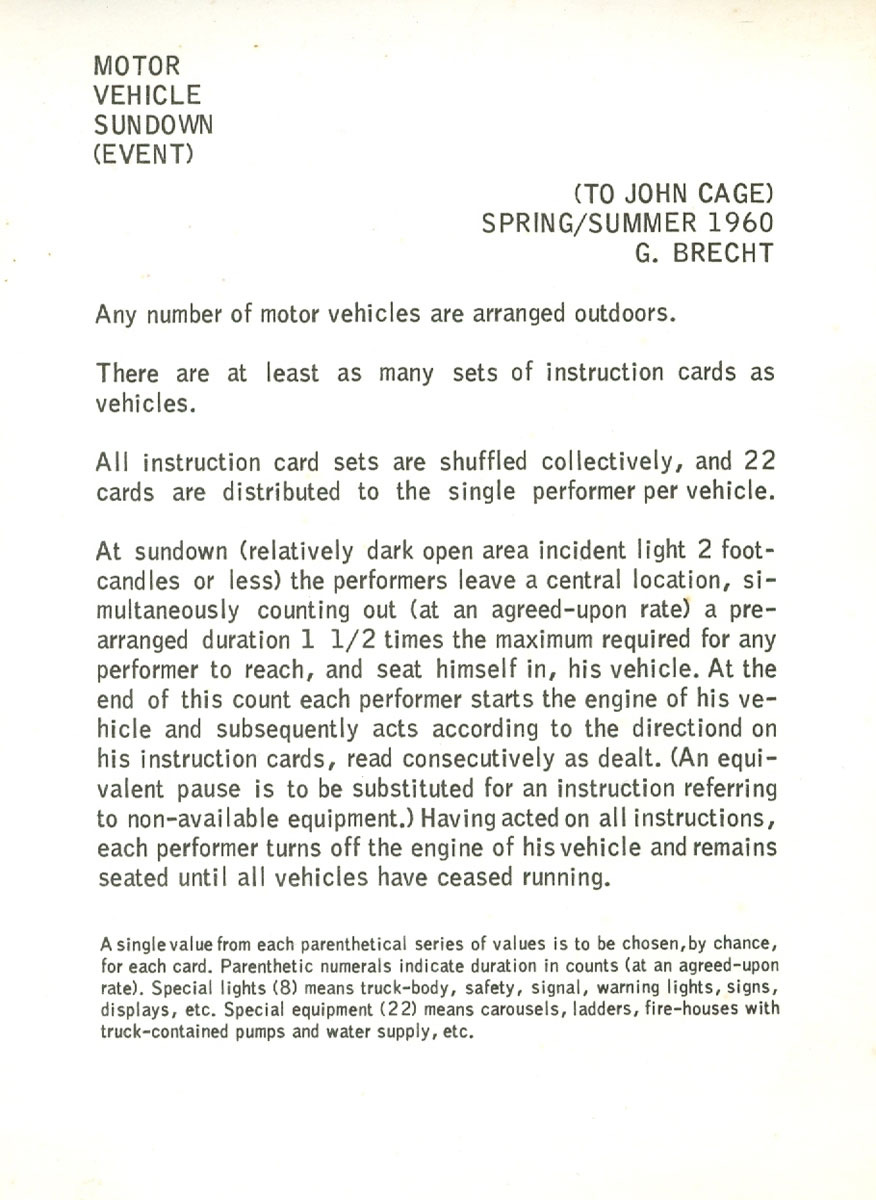 MOTOR
VEHICLE
SUNDOWN
(EVENT)
(TO JOHN CAGE)
SPRING/SUMMER 1960
G. BRECHT
Any number of motor vehicles are arranged outdoors.
There are at least as many sets of instruction cards as
vehicles.
All instruction card sets are shuffled collectively, and 22
cards are distributed to the single performer per vehicle.
At sundown (relatively dark open area incident light 2 foot-
candles or less) the performers leave a central location, si-
multaneously counting out (at an agreed-upon rate) a pre-
arranged duration 1 1/2 times the maximum required for any
performer to reach, and seat himself in, his vehicle. At the
end of this count each performer starts the engine of his ve-
hicle and subsequently acts according to the directiond on
his instruction cards, read consecutively as dealt. (An equi-
valent pause is to be substituted for an instruction referring
to non-available equipment.) Having acted on all instructions,
each performer turns off the engine of his vehicle and remains
seated until all vehicles have ceased running.
A single value from each parenthetical series of values is to be chosen, by chance,
for each card. Parenthetic numerals indicate duration in counts (at an agreed-upon
rate). Special lights (8) means truck-body, safety, signal, warning lights, signs,
displays, etc. Special equipment (22) means carousels, ladders, fire-houses with
truck-contained pumps and water supply, etc.